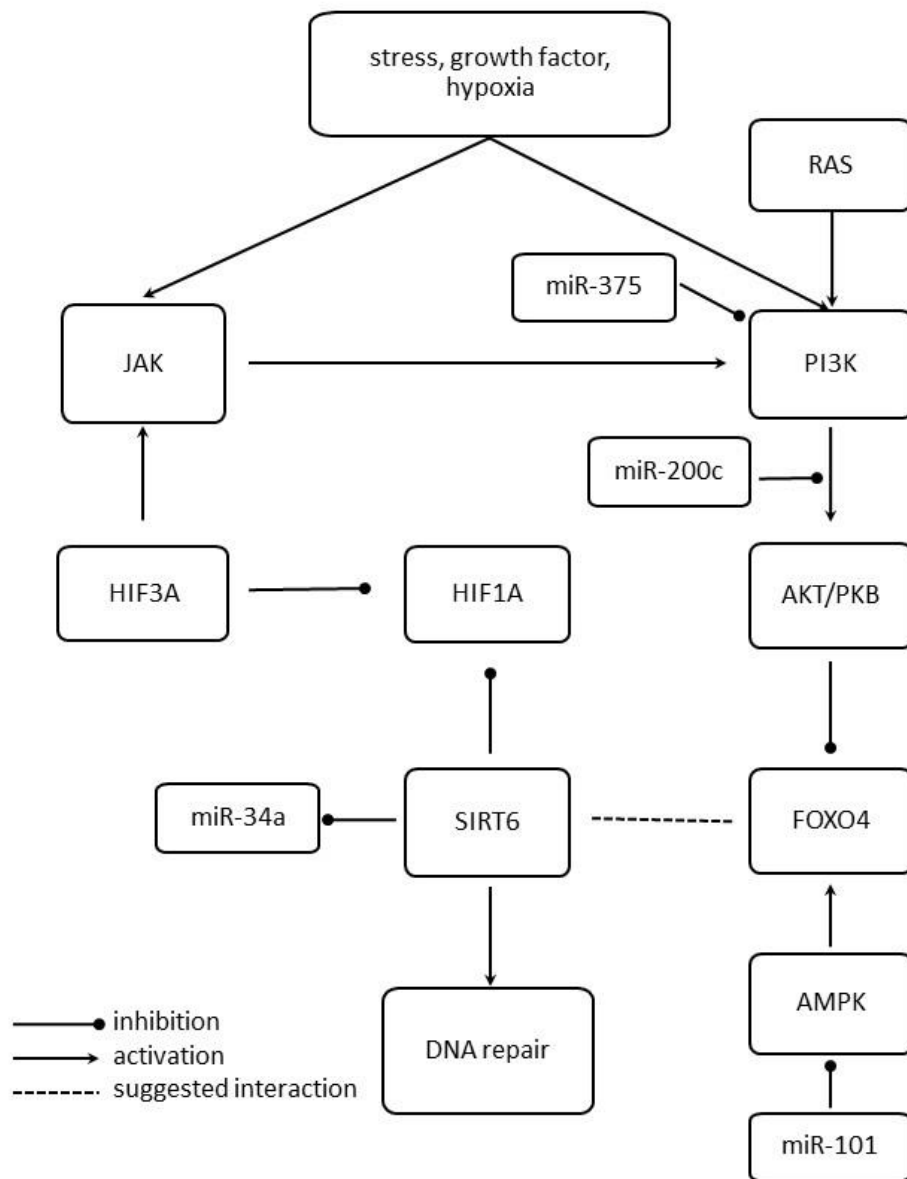 stress, growth factor,
hypoxia
RAS
miR-375
JAK
PI3K
miR-200c
HIF3A
HIF1A
AKT/PKB
miR-34a
SIRT6
FOXO4
AMPK
DNA repair
inhibition
activation
suggested interaction
miR-101